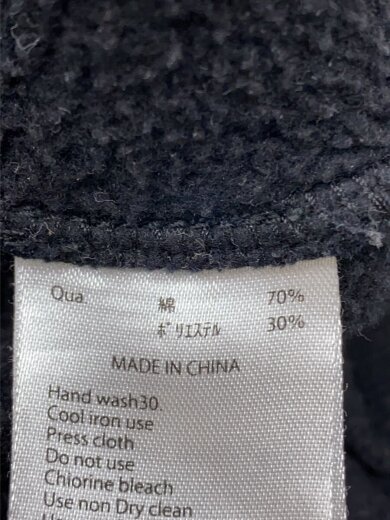 Qua. 綿 70%
ポリエステル 30%
MADE IN CHINA
Hand wash30.
Cool iron use
Press cloth
Do not use
Chlorine bleach
Use non Dry clean